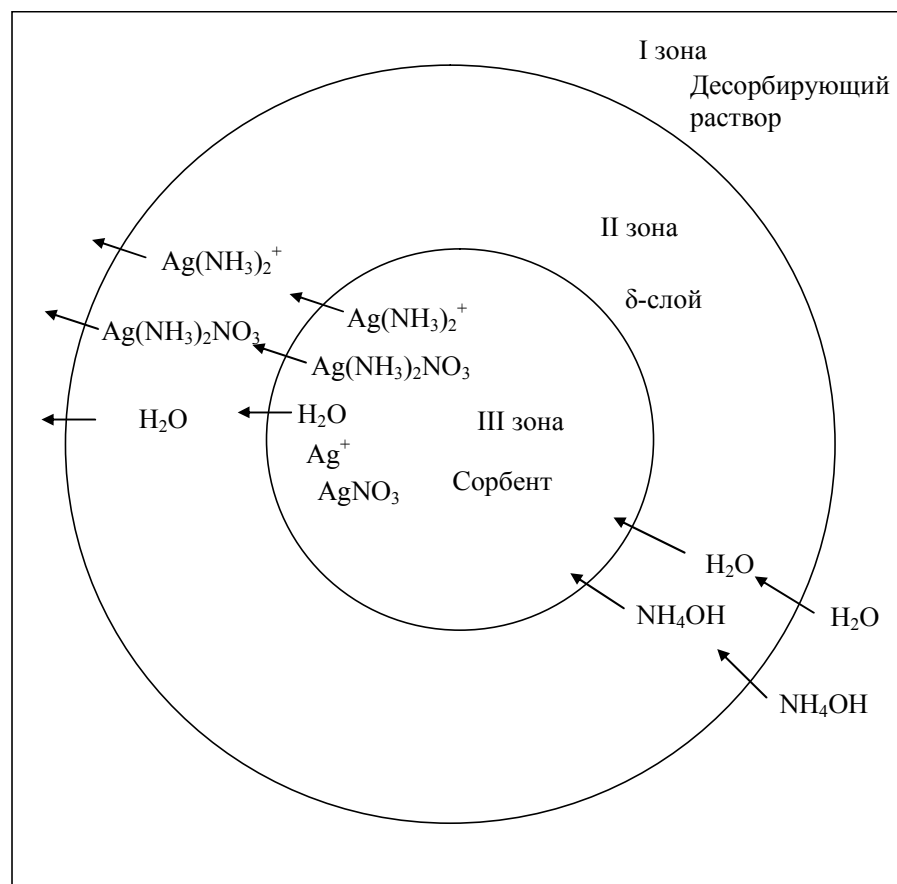 I зона
Десорбирующий
раствор
II зона
δ-слой
Ag(NH₃)₂⁺
Ag(NH₃)₂NO₃
H₂O
Ag(NH₃)₂⁺
Ag(NH₃)₂NO₃
H₂O
Ag⁺
AgNO₃
III зона
Сорбент
H₂O
NH₄OH
H₂O
NH₄OH